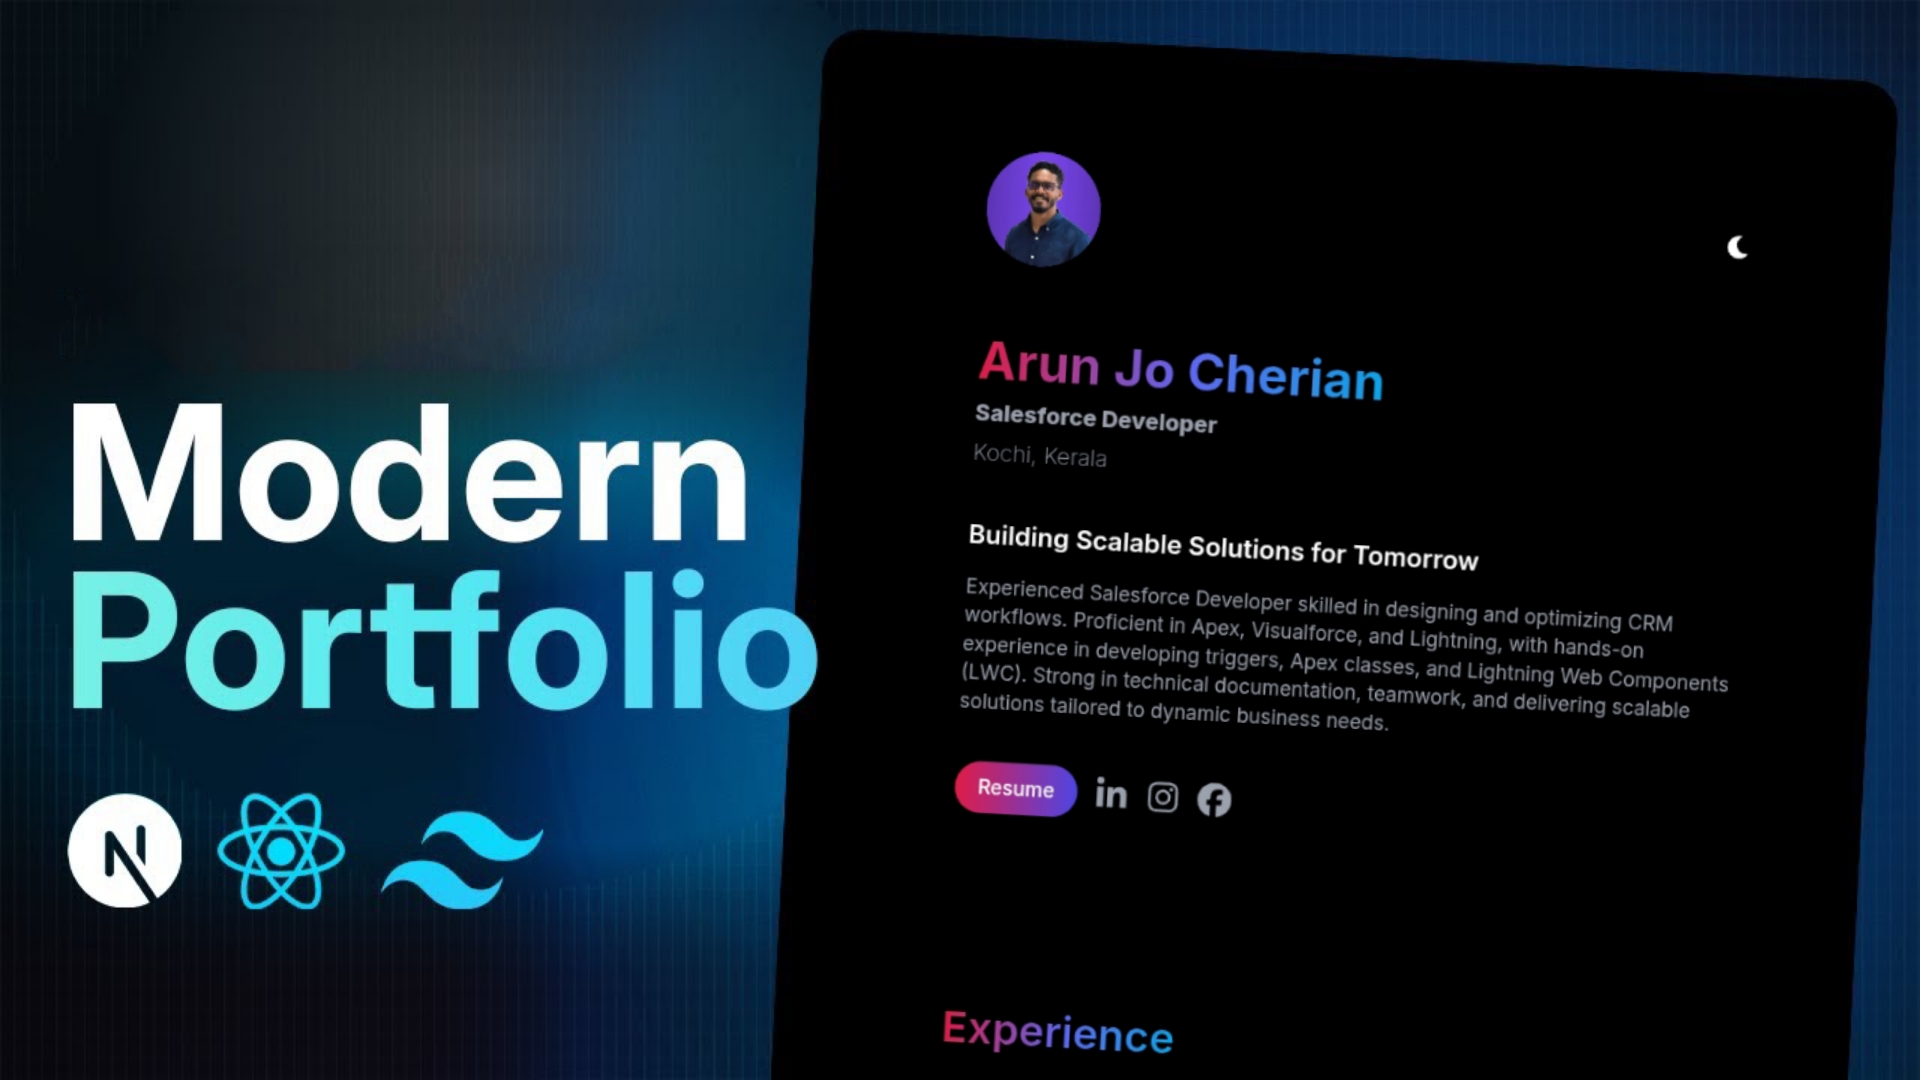 Modern
Portfolio
Arun Jo Cherian
Salesforce Developer
Kochi, Kerala
Building Scalable Solutions for Tomorrow
Experienced Salesforce Developer skilled in designing and optimizing CRM
workflows. Proficient in Apex, Visualforce, and Lightning, with hands-on
experience in developing triggers, Apex classes, and Lightning Web Components
(LWC). Strong in technical documentation, teamwork, and delivering scalable
solutions tailored to dynamic business needs.
Resume
Experience